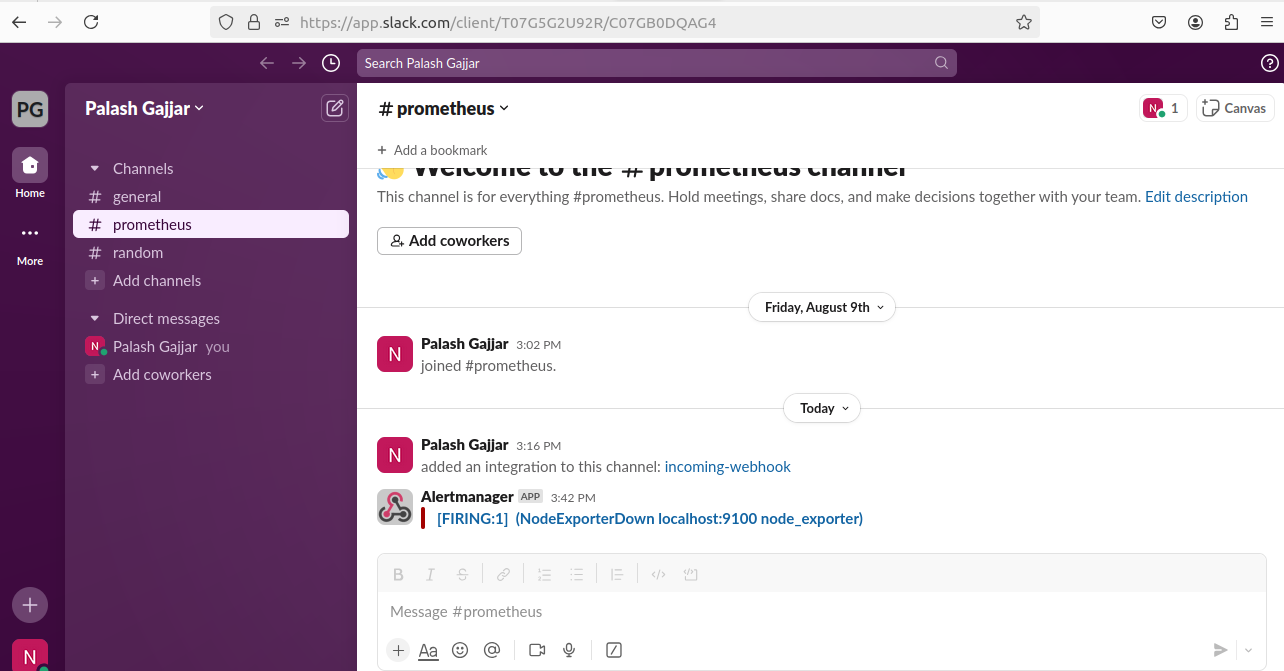 https://app.slack.com/client/T07G5G2U92R/C07GB0DQAG4
Search Palash Gajjar
PG
Home
More
N
Palash Gajjar
Channels
# general
# prometheus
# random
+ Add channels
Direct messages
N Palash Gajjar you
+ Add coworkers
# prometheus
N 1
Canvas
+ Add a bookmark
Welcome to the # prometheus channel
This channel is for everything #prometheus. Hold meetings, share docs, and make decisions together with your team. Edit description
Add coworkers
Friday, August 9th
N
Palash Gajjar 3:02 PM
joined #prometheus.
Today
N
Palash Gajjar 3:16 PM
added an integration to this channel: incoming-webhook
Alertmanager APP 3:42 PM
[FIRING:1] (NodeExporterDown localhost:9100 node_exporter)
B I S
Message #prometheus
+ Aa @